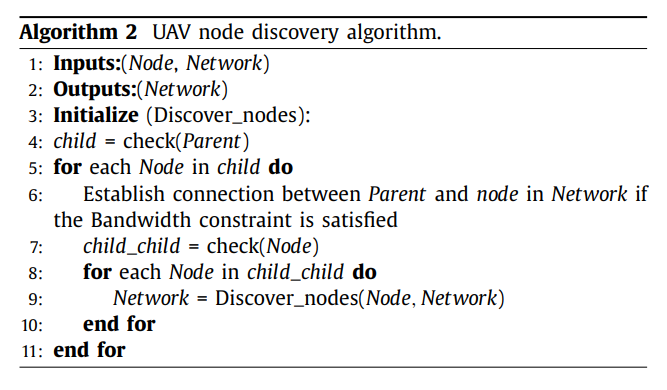 Algorithm 2 UAV node discovery algorithm.
1: Inputs:(Node, Network)
2: Outputs:(Network)
3: Initialize (Discover_nodes):
4: child = check(Parent)
5: for each Node in child do
6: Establish connection between Parent and node in Network if
the Bandwidth constraint is satisfied
7: child_child = check(Node)
8: for each Node in child_child do
9: Network = Discover_nodes(Node, Network)
10: end for
11: end for